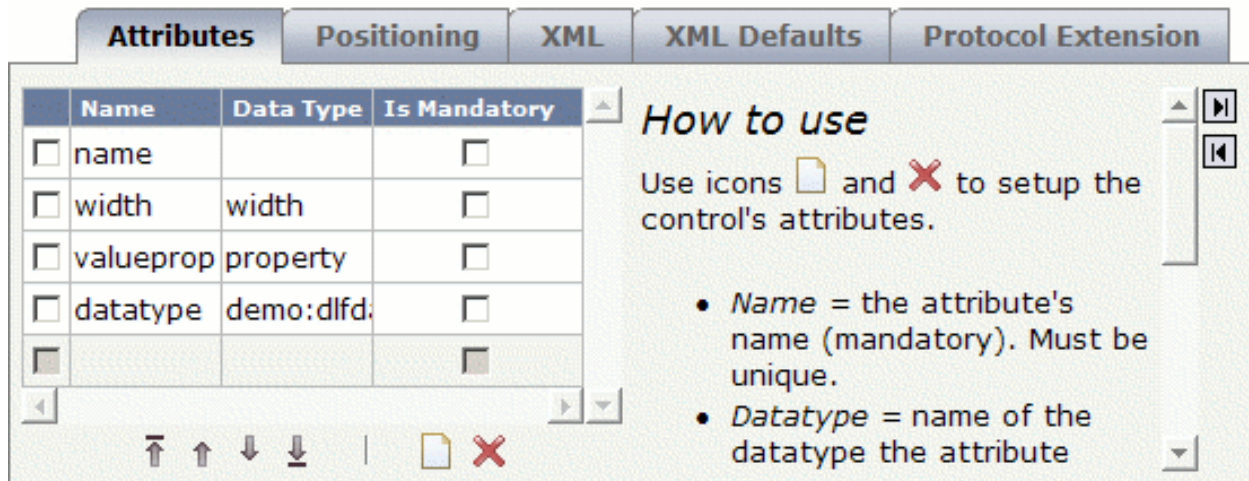 Attributes Positioning XML XML Defaults Protocol Extension
Name Data Type Is Mandatory
name
width width
valueprop property
datatype demo:dlfd
How to use
Use icons and to setup the
control's attributes.
• Name = the attribute's
name (mandatory). Must be
unique.
• Datatype = name of the
datatype the attribute